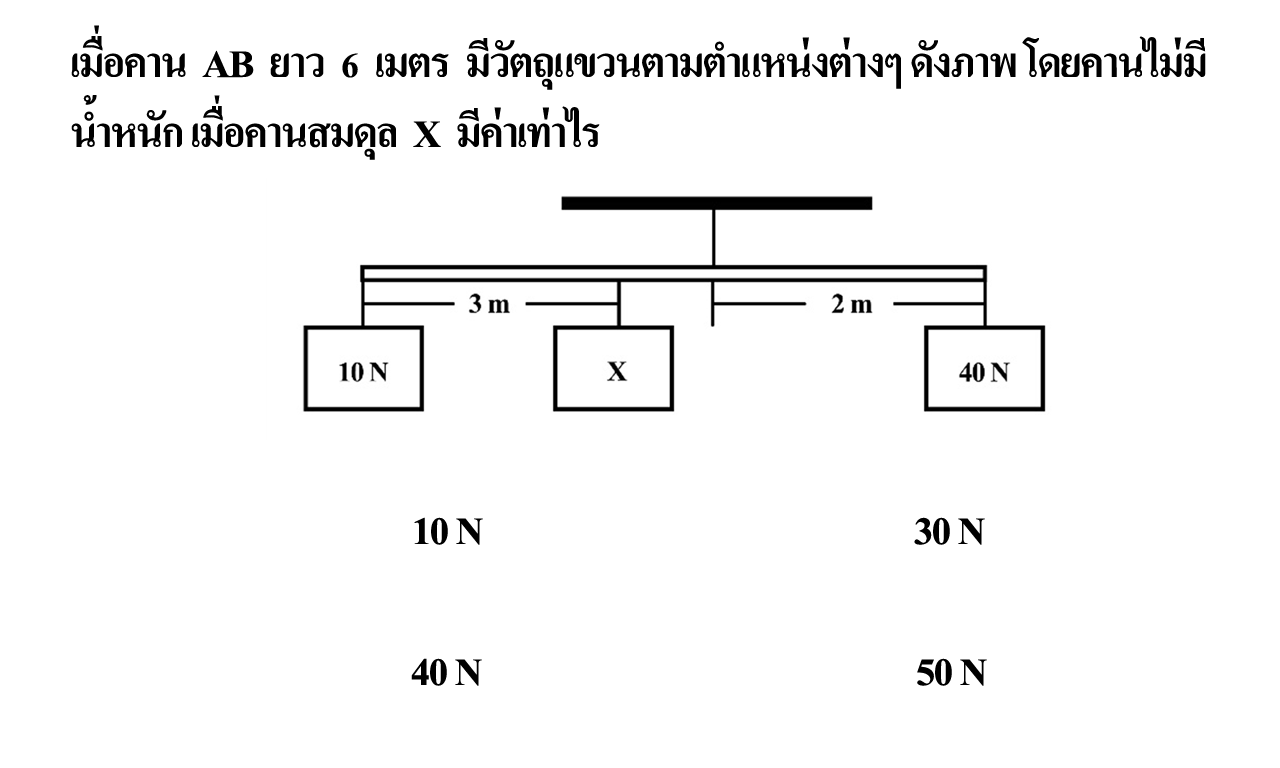 เมื่อคาน AB ยาว 6 เมตร มีวัตถุแขวนตามตำแหน่งต่างๆ ดังภาพ โดยคานไม่มี
น้ำหนัก เมื่อคานสมดุล X มีค่าเท่าไร
3 m 2 m
10 N X 40 N
10 N 30 N
40 N 50 N